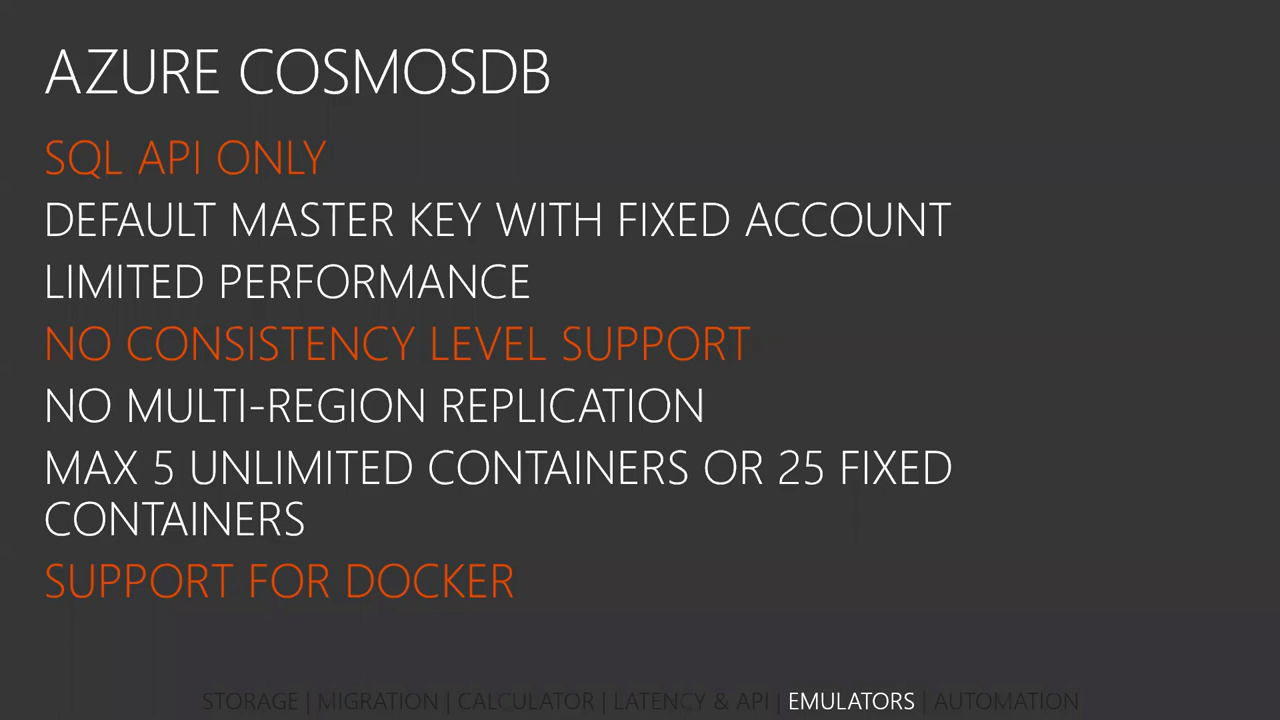 AZURE COSMOSDB
SQL API ONLY
DEFAULT MASTER KEY WITH FIXED ACCOUNT
LIMITED PERFORMANCE
NO CONSISTENCY LEVEL SUPPORT
NO MULTI-REGION REPLICATION
MAX 5 UNLIMITED CONTAINERS OR 25 FIXED
CONTAINERS
SUPPORT FOR DOCKER
STORAGE | MIGRATION | CALCULATOR | LATENCY & API | EMULATORS | AUTOMATION